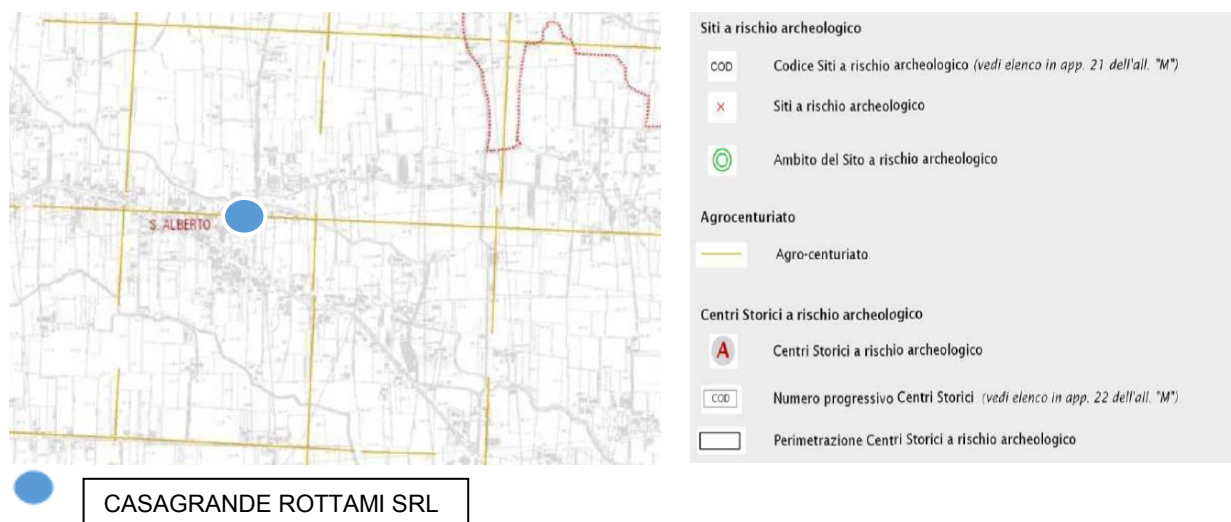 S. ALBERTO
CASAGRANDE ROTTAMI SRL
Siti a rischio archeologico
COD Codice Siti a rischio archeologico (vedi elenco in app. 21 dell'all. "M")
Siti a rischio archeologico
Ambito del Sito a rischio archeologico
Agrocenturiato
Agro-centuriato
Centri Storici a rischio archeologico
A Centri Storici a rischio archeologico
COD Numero progressivo Centri Storici (vedi elenco in app. 22 dell'all. "M")
Perimetrazione Centri Storici a rischio archeologico